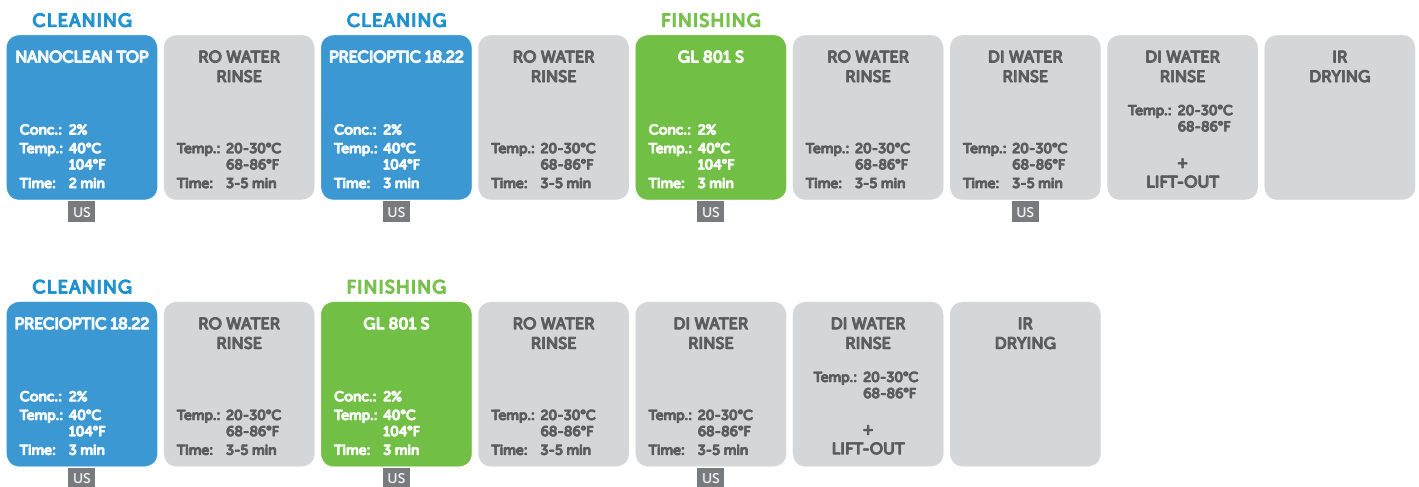 CLEANING
NANOCLEAN TOP
Conc.: 2%
Temp.: 40°C
104°F
Time: 2 min
US
RO WATER
RINSE
Temp.: 20-30°C
68-86°F
Time: 3-5 min
CLEANING
PRECIOPTIC 18.22
Conc.: 2%
Temp.: 40°C
104°F
Time: 3 min
US
RO WATER
RINSE
Temp.: 20-30°C
68-86°F
Time: 3-5 min
FINISHING
GL 801 S
Conc.: 2%
Temp.: 40°C
104°F
Time: 3 min
US
RO WATER
RINSE
Temp.: 20-30°C
68-86°F
Time: 3-5 min
DI WATER
RINSE
Temp.: 20-30°C
68-86°F
Time: 3-5 min
US
DI WATER
RINSE
Temp.: 20-30°C
68-86°F
+
LIFT-OUT
IR
DRYING
CLEANING
PRECIOPTIC 18.22
Conc.: 2%
Temp.: 40°C
104°F
Time: 3 min
US
RO WATER
RINSE
Temp.: 20-30°C
68-86°F
Time: 3-5 min
FINISHING
GL 801 S
Conc.: 2%
Temp.: 40°C
104°F
Time: 3 min
US
RO WATER
RINSE
Temp.: 20-30°C
68-86°F
Time: 3-5 min
DI WATER
RINSE
Temp.: 20-30°C
68-86°F
Time: 3-5 min
US
DI WATER
RINSE
Temp.: 20-30°C
68-86°F
+
LIFT-OUT
IR
DRYING